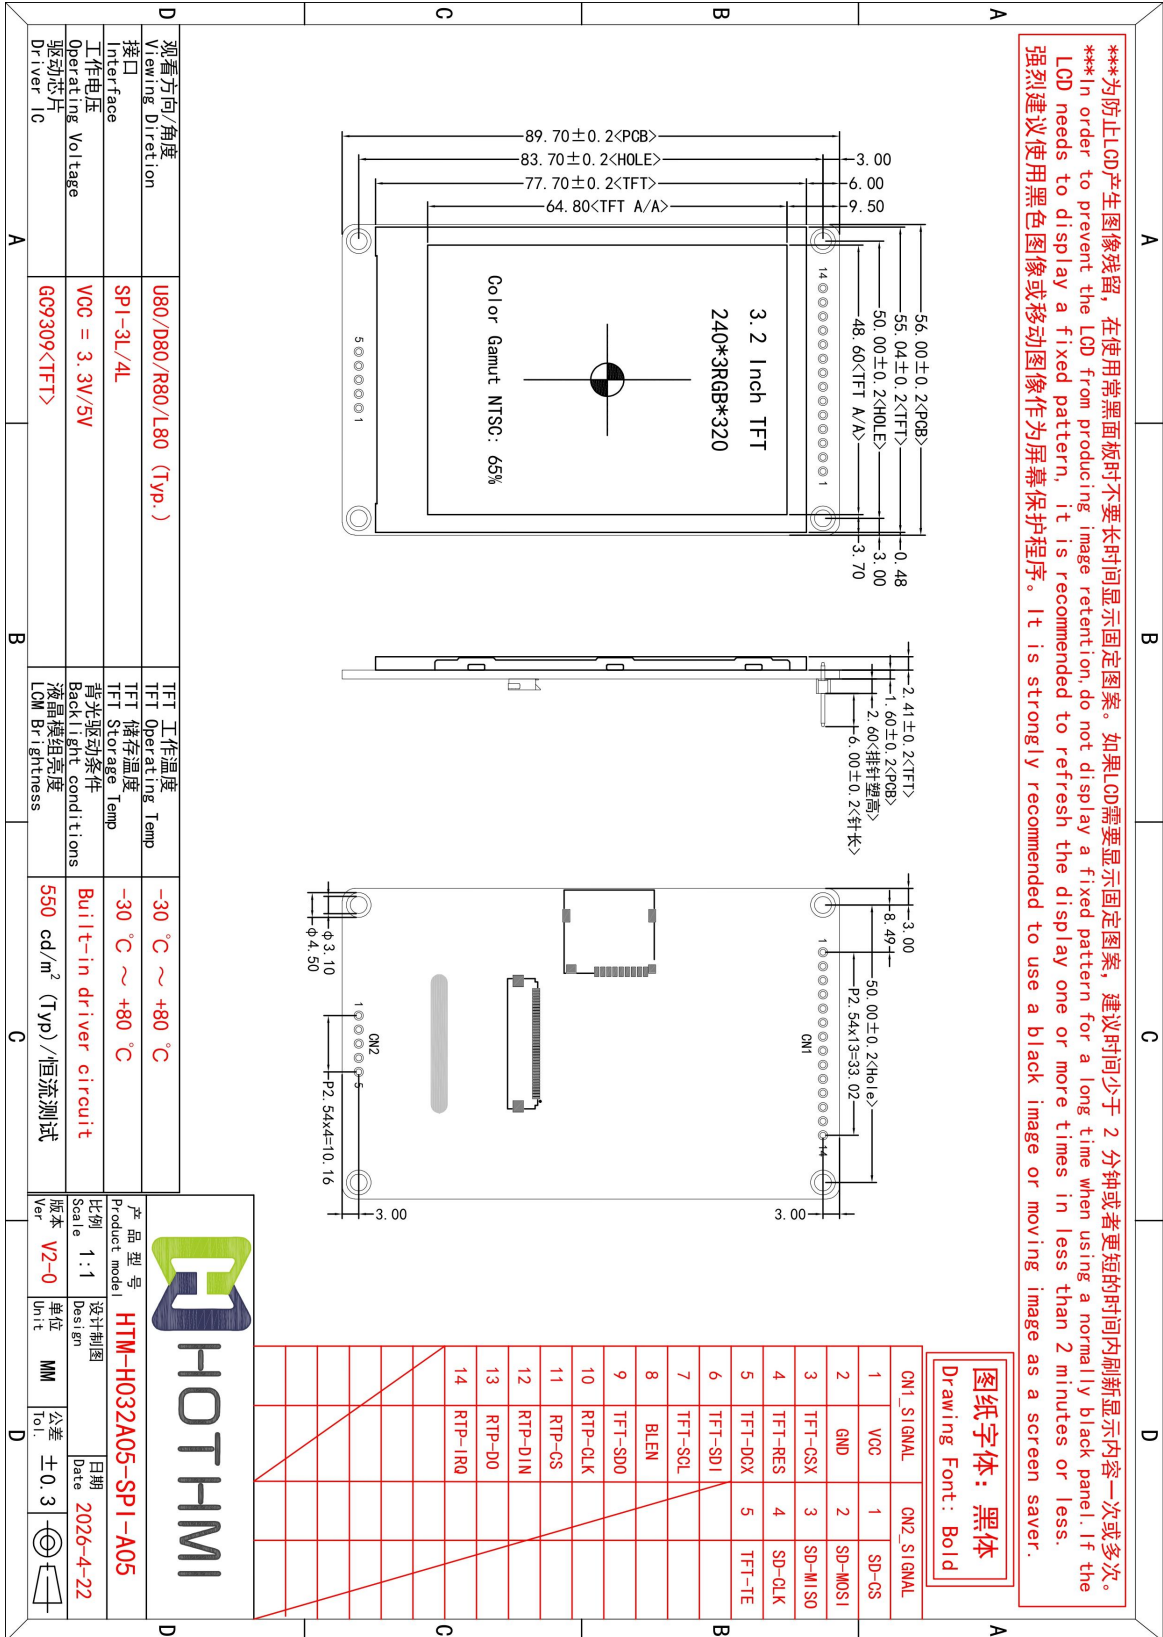 ***为防止LCD产生图像残留，在使用常黑面板时不要长时间显示固定图案。如果LCD需要显示固定图案，建议时间少于 2 分钟或者更短的时间内刷新显示内容一次或多次。
***In order to prevent the LCD from producing image retention,do not display a fixed pattern for a long time when using a normally black panel.If the
LCD needs to display a fixed pattern, it is recommended to refresh the display one or more times in less than 2 minutes or less.
强烈建议使用黑色图像或移动图像作为屏幕保护程序。It is strongly recommended to use a black image or moving image as a screen saver.
A B C D
A B C D
A B C D
A B C D
图纸字体：黑体
Drawing Font: Bold
56.00±0.2<PCB>
55.04±0.2<TFT>
50.00±0.2<HOLE>
48.60<TFT A/A>
0.48
3.00
3.70
89.70±0.2<PCB>
83.70±0.2<HOLE>
77.70±0.2<TFT>
64.80<TFT A/A>
3.00
6.00
9.50
14
1
3.2 Inch TFT
240*3RGB*320
Color Gamut NTSC: 65%
5
1
2.41±0.2<TFT>
1.60±0.2<PCB>
2.60<排针塑高>
6.00±0.2<针长>
3.00
8.49
50.00±0.2<Hole>
P2.54x13=33.02
1
14
CN1
3.00
CN2
1
5
P2.54x4=10.16
3.00
φ3.10
φ4.50
CN1_SIGNAL CN2_SIGNAL
1 VCC 1 SD-CS
2 GND 2 SD-MOSI
3 TFT-CSX 3 SD-MISO
4 TFT-RES 4 SD-CLK
5 TFT-DCX 5 TFT-TE
6 TFT-SDI
7 TFT-SCL
8 BLEN
9 TFT-SDO
10 RTP-CLK
11 RTP-CS
12 RTP-DIN
13 RTP-DO
14 RTP-IRQ
观看方向/角度
Viewing Diretion
U80/D80/R80/L80 (Typ.)
TFT 工作温度
TFT Operating Temp
-30 ℃ ～ +80 ℃
接口
Interface
SPI-3L/4L
TFT 储存温度
TFT Storage Temp
-30 ℃ ～ +80 ℃
工作电压
Operating Voltage
VCC = 3.3V/5V
背光驱动条件
Backlight conditions
Built-in driver circuit
驱动芯片
Driver IC
GC9309<TFT>
液晶模组亮度
LCM Brightness
550 cd/m² (Typ)/恒流测试
HOTHMI
产品型号
Product model
HTM-H032A05-SPI-A05
比例
Scale
1:1
设计制图
Design
日期
Date
2026-4-22
版本
Ver
V2-0
单位
Unit
MM
公差
Tol.
±0.3